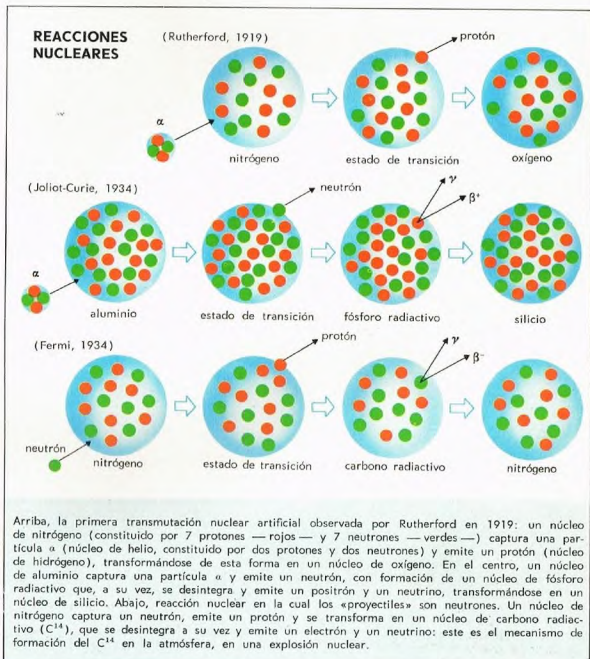 REACCIONES
NUCLEARES
(Rutherford, 1919)
protón
α
nitrógeno
estado de transición
oxígeno
(Joliot-Curie, 1934)
neutrón
γ
β+
α
aluminio
estado de transición
fósforo radiactivo
silicio
(Fermi, 1934)
protón
γ
β−
neutrón
nitrógeno
estado de transición
carbono radiactivo
nitrógeno
Arriba, la primera transmutación nuclear artificial observada por Rutherford en 1919: un núcleo
de nitrógeno (constituido por 7 protones — rojos — y 7 neutrones — verdes —) captura una par-
tícula α (núcleo de helio, constituido por dos protones y dos neutrones) y emite un protón (núcleo
de hidrógeno), transformándose de esta forma en un núcleo de oxígeno. En el centro, un núcleo
de aluminio captura una partícula α y emite un neutrón, con formación de un núcleo de fósforo
radiactivo que, a su vez, se desintegra y emite un positrón y un neutrino, transformándose en un
núcleo de silicio. Abajo, reacción nuclear en la cual los «proyectiles» son neutrones. Un núcleo de
nitrógeno captura un neutrón, emite un protón y se transforma en un núcleo de carbono radiac-
tivo (C¹⁴), que se desintegra a su vez y emite un electrón y un neutrino: este es el mecanismo de
formación del C¹⁴ en la atmósfera, en una explosión nuclear.